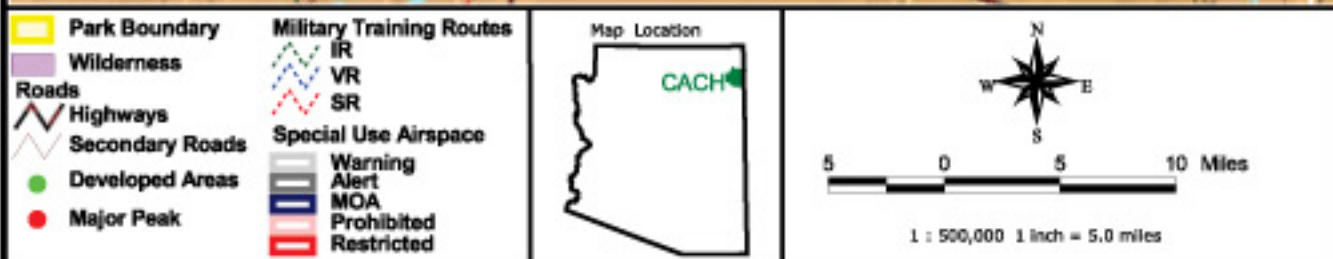 Park Boundary
Wilderness
Roads
Highways
Secondary Roads
Developed Areas
Major Peak
Military Training Routes
IR
VR
SR
Special Use Airspace
Warning
Alert
MOA
Prohibited
Restricted
Map Location
CACH
N
W E
S
5 0 5 10 Miles
1 : 500,000 1 inch = 5.0 miles